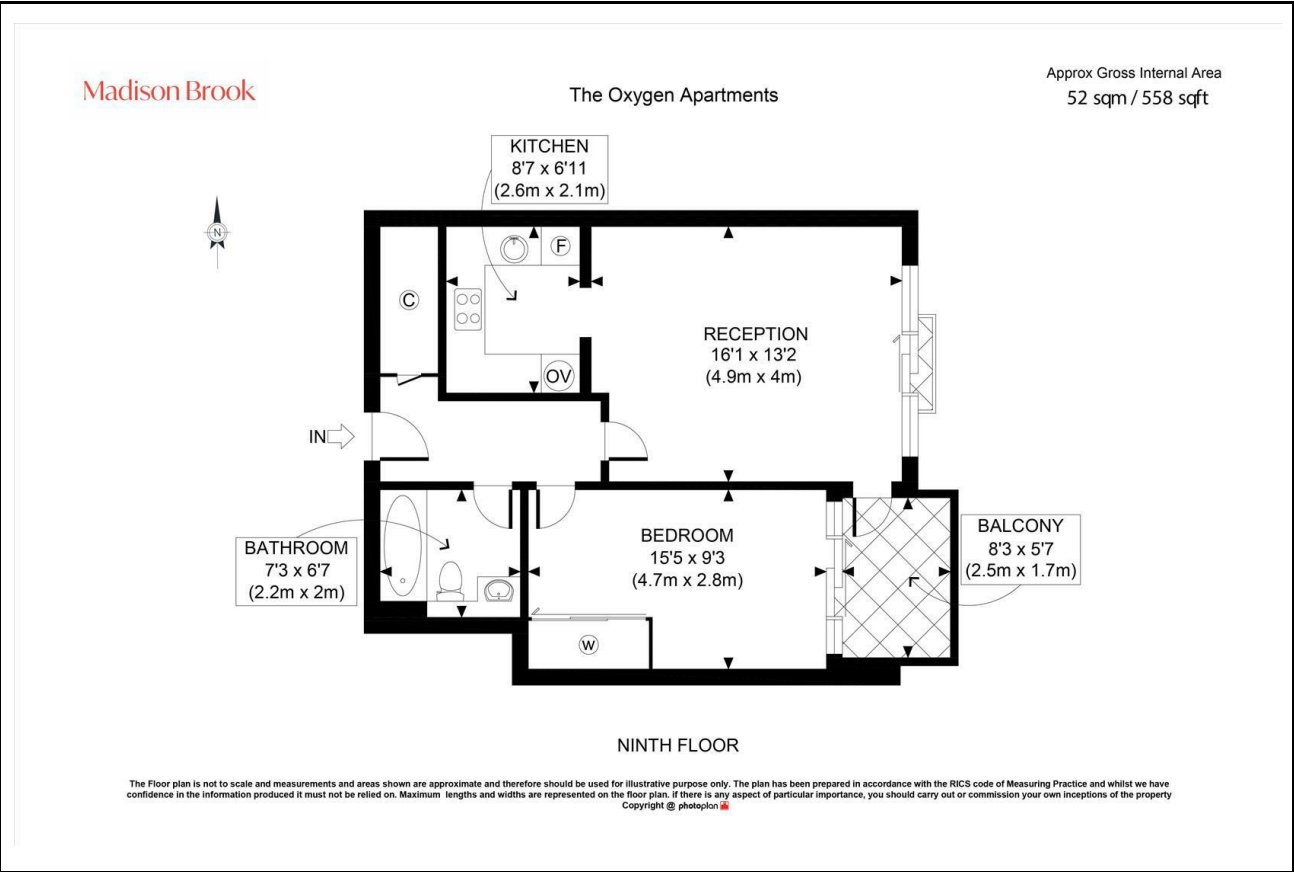 Madison Brook
The Oxygen Apartments
Approx Gross Internal Area
52 sqm / 558 sqft
KITCHEN
8'7 x 6'11
(2.6m x 2.1m)
N
C
F
OV
RECEPTION
16'1 x 13'2
(4.9m x 4m)
IN
BATHROOM
7'3 x 6'7
(2.2m x 2m)
BEDROOM
15'5 x 9'3
(4.7m x 2.8m)
W
BALCONY
8'3 x 5'7
(2.5m x 1.7m)
NINTH FLOOR
The Floor plan is not to scale and measurements and areas shown are approximate and therefore should be used for illustrative purpose only. The plan has been prepared in accordance with the RICS code of Measuring Practice and whilst we have
confidence in the information produced it must not be relied on. Maximum lengths and widths are represented on the floor plan. if there is any aspect of particular importance, you should carry out or commission your own inceptions of the property
Copyright @ photoplan